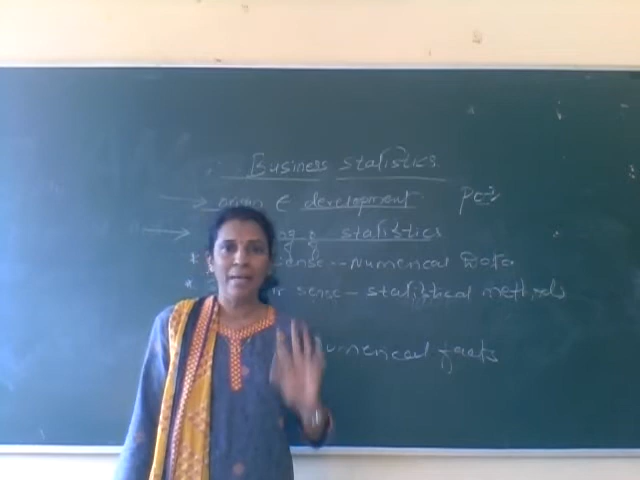 Business statistics
→ origin & development
→ statistics
* sense - Numerical Data
* sense - statistical methods
numerical facts